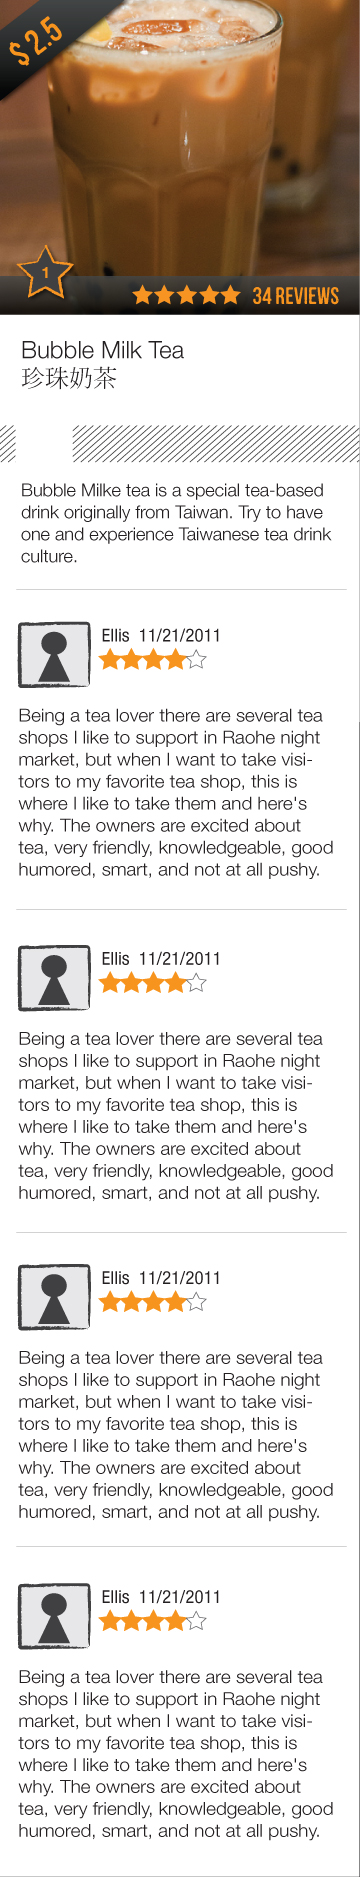 $ 2.5
1
34 REVIEWS
Bubble Milk Tea
珍珠奶茶
Bubble Milke tea is a special tea-based
drink originally from Taiwan. Try to have
one and experience Taiwanese tea drink
culture.
Ellis 11/21/2011
Being a tea lover there are several tea
shops I like to support in Raohe night
market, but when I want to take visi-
tors to my favorite tea shop, this is
where I like to take them and here's
why. The owners are excited about
tea, very friendly, knowledgeable, good
humored, smart, and not at all pushy.
Ellis 11/21/2011
Being a tea lover there are several tea
shops I like to support in Raohe night
market, but when I want to take visi-
tors to my favorite tea shop, this is
where I like to take them and here's
why. The owners are excited about
tea, very friendly, knowledgeable, good
humored, smart, and not at all pushy.
Ellis 11/21/2011
Being a tea lover there are several tea
shops I like to support in Raohe night
market, but when I want to take visi-
tors to my favorite tea shop, this is
where I like to take them and here's
why. The owners are excited about
tea, very friendly, knowledgeable, good
humored, smart, and not at all pushy.
Ellis 11/21/2011
Being a tea lover there are several tea
shops I like to support in Raohe night
market, but when I want to take visi-
tors to my favorite tea shop, this is
where I like to take them and here's
why. The owners are excited about
tea, very friendly, knowledgeable, good
humored, smart, and not at all pushy.